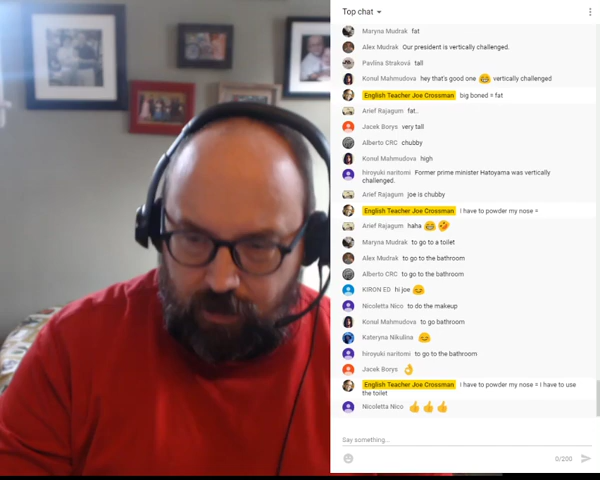 Top chat
Maryna Mudrak fat
Alex Mudrak Our president is vertically challenged.
Pavlína Straková tall
Konul Mahmudova hey that's good one 😂 vertically challenged
English Teacher Joe Crossman big boned = fat
Arief Rajagum fat..
Jacek Borys very tall
Alberto CRC chubby
Konul Mahmudova high
hiroyuki naritomi Former prime minister Hatoyama was vertically
challenged.
Arief Rajagum joe is chubby
English Teacher Joe Crossman I have to powder my nose =
Arief Rajagum haha 😂🤣
Maryna Mudrak to go to a toilet
Alex Mudrak to go to the bathroom
Alberto CRC to go to the bathroom
KIRON ED hi joe 😊
Nicoletta Nico to do the makeup
Konul Mahmudova to go bathroom
Kateryna Nikulina 😊
hiroyuki naritomi to go to the bathroom
Jacek Borys 👌
English Teacher Joe Crossman I have to powder my nose = I have to use
the toilet
Nicoletta Nico 👍👍👍
Say something...
0/200